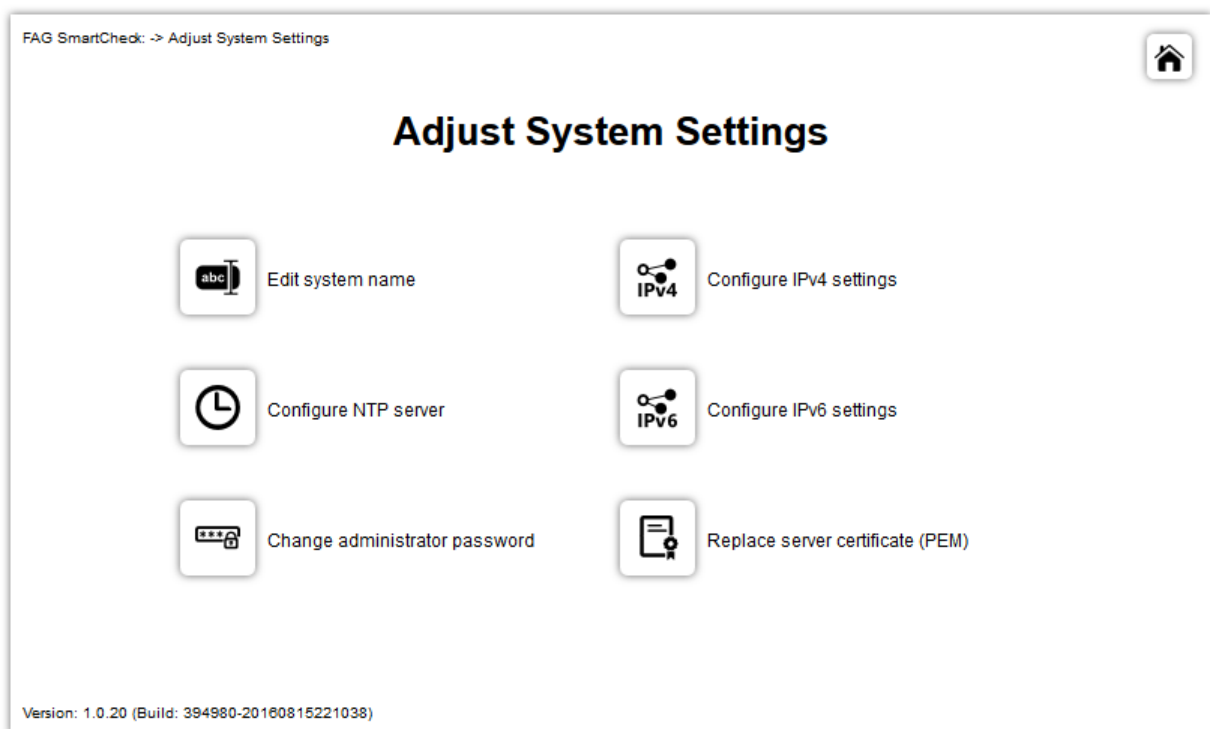 FAG SmartCheck: -> Adjust System Settings
Adjust System Settings
abc
Edit system name
IPv4
Configure IPv4 settings
Configure NTP server
IPv6
Configure IPv6 settings
***
Change administrator password
Replace server certificate (PEM)
Version: 1.0.20 (Build: 394980-20160815221038)